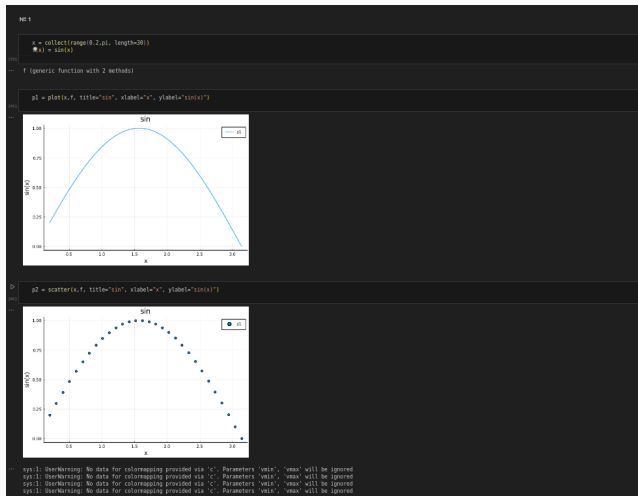 x = collect(range(0.2,pi, length=30))
(x) = sin(x)
f (generic function with 2 methods)
p1 = plot(x,f, title="sin", xlabel="x", ylabel="sin(x)")
sin
y1
1.00
0.75
0.50
0.25
0.00
sin(x)
0.5 1.0 1.5 2.0 2.5 3.0
x
p2 = scatter(x,f, title="sin", xlabel="x", ylabel="sin(x)")
sin
y1
1.00
0.75
0.50
0.25
0.00
sin(x)
0.5 1.0 1.5 2.0 2.5 3.0
x
sys:1: UserWarning: No data for colormapping provided via 'c'. Parameters 'vmin', 'vmax' will be ignored
sys:1: UserWarning: No data for colormapping provided via 'c'. Parameters 'vmin', 'vmax' will be ignored
sys:1: UserWarning: No data for colormapping provided via 'c'. Parameters 'vmin', 'vmax' will be ignored
sys:1: UserWarning: No data for colormapping provided via 'c'. Parameters 'vmin', 'vmax' will be ignored